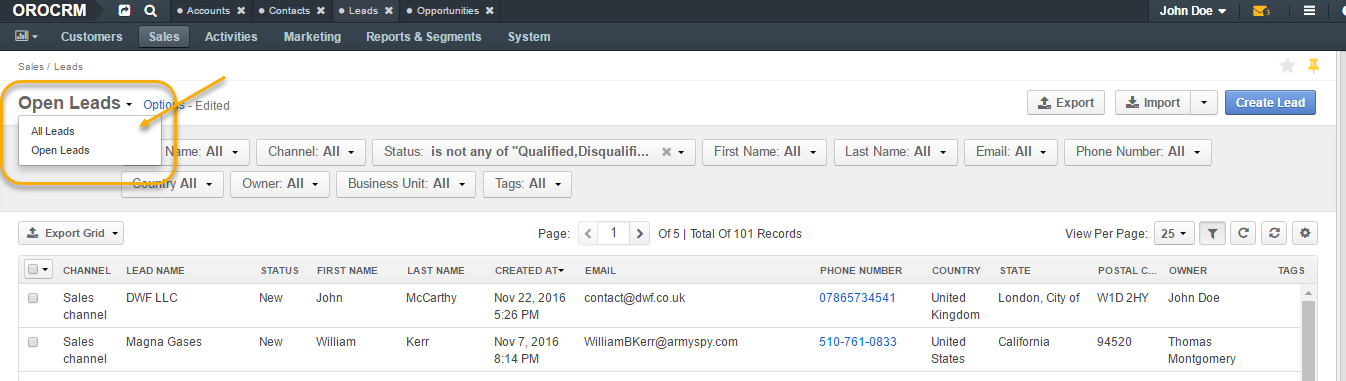 OROCRM Accounts ✖ Contacts ✖ Leads ✖ Opportunities ✖ John Doe 3
Customers Sales Activities Marketing Reports & Segments System
Sales / Leads
Open Leads Options - Edited Export Import Create Lead
All Leads
Open Leads
Name: All Channel: All Status: is not any of "Qualified,Disqualifi... ✖ First Name: All Last Name: All Email: All Phone Number: All
Country All Owner: All Business Unit: All Tags: All
Export Grid Page: < 1 > Of 5 | Total Of 101 Records View Per Page: 25
CHANNEL LEAD NAME STATUS FIRST NAME LAST NAME CREATED AT EMAIL PHONE NUMBER COUNTRY STATE POSTAL C... OWNER TAGS
Sales DWF LLC New John McCarthy Nov 22, 2016 contact@dwf.co.uk 07865734541 United London, City of W1D 2HY John Doe
channel 5:26 PM Kingdom
Sales Magna Gases New William Kerr Nov 7, 2016 WilliamBKerr@armyspy.com 510-761-0833 United California 94520 Thomas
channel 8:14 PM States Montgomery